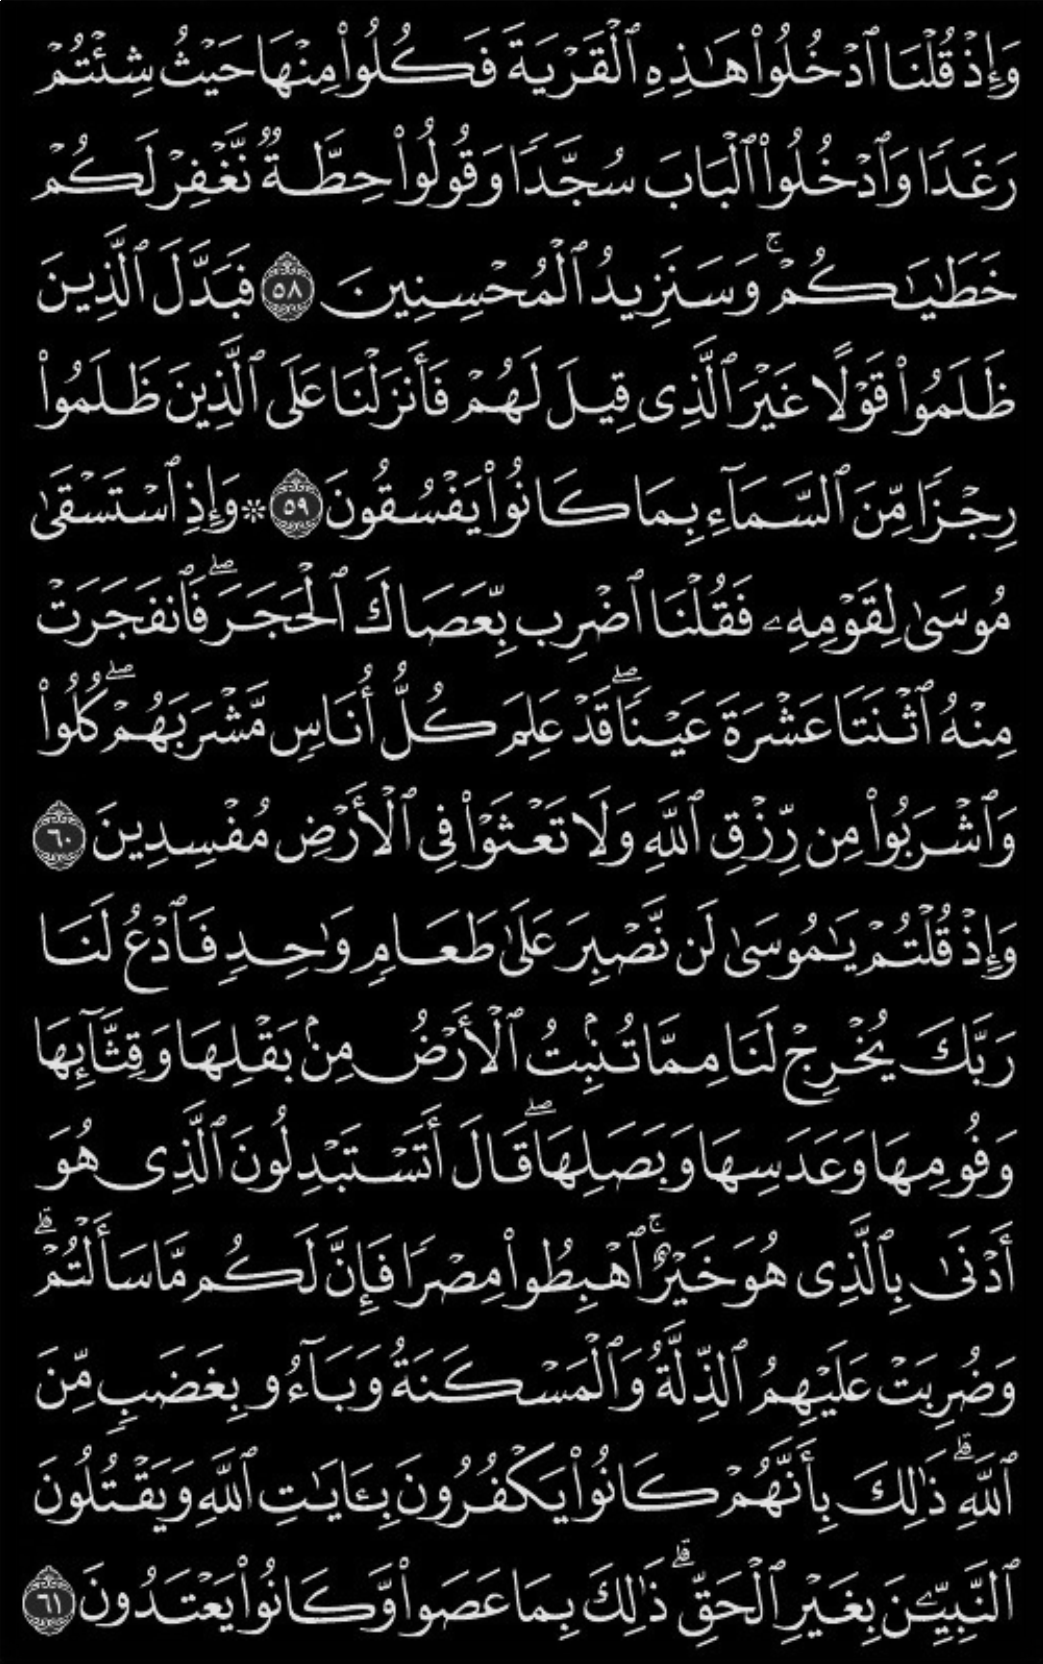 وَإِذْ قُلْنَا ٱدْخُلُوا۟ هَـٰذِهِ ٱلْقَرْيَةَ فَكُلُوا۟ مِنْهَا حَيْثُ شِئْتُمْ
رَغَدًا وَٱدْخُلُوا۟ ٱلْبَابَ سُجَّدًا وَقُولُوا۟ حِطَّةٌ نَّغْفِرْ لَكُمْ
خَطَـٰيَـٰكُمْ ۚ وَسَنَزِيدُ ٱلْمُحْسِنِينَ ٥٨ فَبَدَّلَ ٱلَّذِينَ
ظَلَمُوا۟ قَوْلًا غَيْرَ ٱلَّذِى قِيلَ لَهُمْ فَأَنزَلْنَا عَلَى ٱلَّذِينَ ظَلَمُوا۟
رِجْزًا مِّنَ ٱلسَّمَآءِ بِمَا كَانُوا۟ يَفْسُقُونَ ٥٩ ۞ وَإِذِ ٱسْتَسْقَىٰ
مُوسَىٰ لِقَوْمِهِۦ فَقُلْنَا ٱضْرِب بِّعَصَاكَ ٱلْحَجَرَ ۖ فَٱنفَجَرَتْ
مِنْهُ ٱثْنَتَا عَشْرَةَ عَيْنًا ۖ قَدْ عَلِمَ كُلُّ أُنَاسٍ مَّشْرَبَهُمْ ۖ كُلُوا۟
وَٱشْرَبُوا۟ مِن رِّزْقِ ٱللَّهِ وَلَا تَعْثَوْا۟ فِى ٱلْأَرْضِ مُفْسِدِينَ ٦٠
وَإِذْ قُلْتُمْ يَـٰمُوسَىٰ لَن نَّصْبِرَ عَلَىٰ طَعَامٍ وَٰحِدٍ فَٱدْعُ لَنَا
رَبَّكَ يُخْرِجْ لَنَا مِمَّا تُنۢبِتُ ٱلْأَرْضُ مِنۢ بَقْلِهَا وَقِثَّآئِهَا
وَفُومِهَا وَعَدَسِهَا وَبَصَلِهَا ۖ قَالَ أَتَسْتَبْدِلُونَ ٱلَّذِى هُوَ
أَدْنَىٰ بِٱلَّذِى هُوَ خَيْرٌ ۚ ٱهْبِطُوا۟ مِصْرًا فَإِنَّ لَكُم مَّا سَأَلْتُمْ ۗ
وَضُرِبَتْ عَلَيْهِمُ ٱلذِّلَّةُ وَٱلْمَسْكَنَةُ وَبَآءُو بِغَضَبٍ مِّنَ
ٱللَّهِ ۗ ذَٰلِكَ بِأَنَّهُمْ كَانُوا۟ يَكْفُرُونَ بِـَٔايَـٰتِ ٱللَّهِ وَيَقْتُلُونَ
ٱلنَّبِيِّـۧنَ بِغَيْرِ ٱلْحَقِّ ۗ ذَٰلِكَ بِمَا عَصَوا۟ وَّكَانُوا۟ يَعْتَدُونَ ٦١